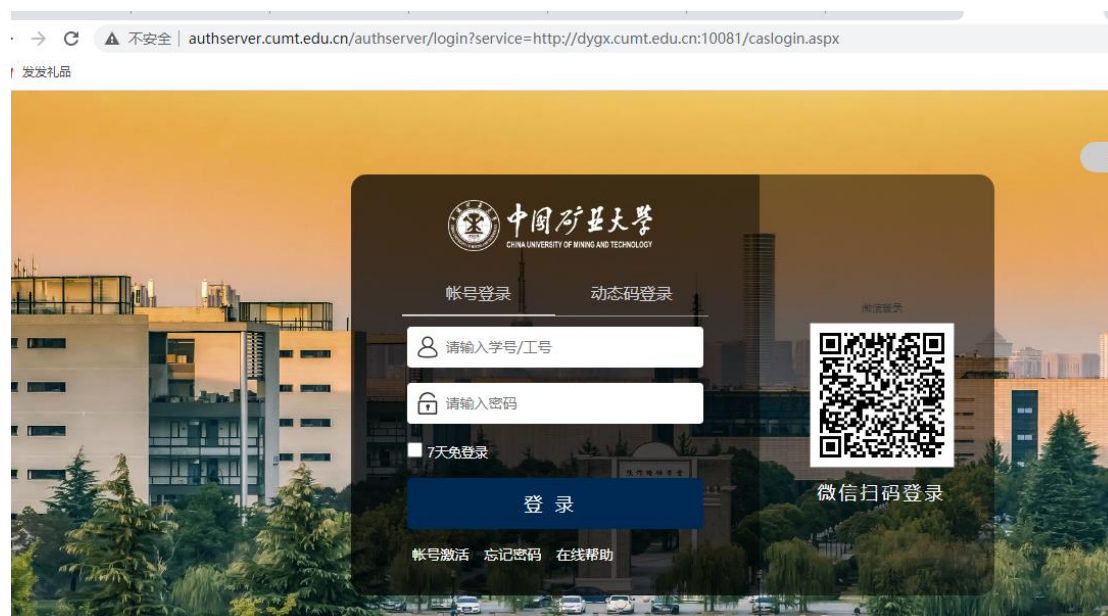 不安全 | authserver.cumt.edu.cn/authserver/login?service=http://dygx.cumt.edu.cn:10081/caslogin.aspx
发发礼品
中国矿业大学
CHINA UNIVERSITY OF MINING AND TECHNOLOGY
帐号登录 动态码登录
微信登录
请输入学号/工号
请输入密码
7天免登录
登 录
微信扫码登录
帐号激活 忘记密码 在线帮助